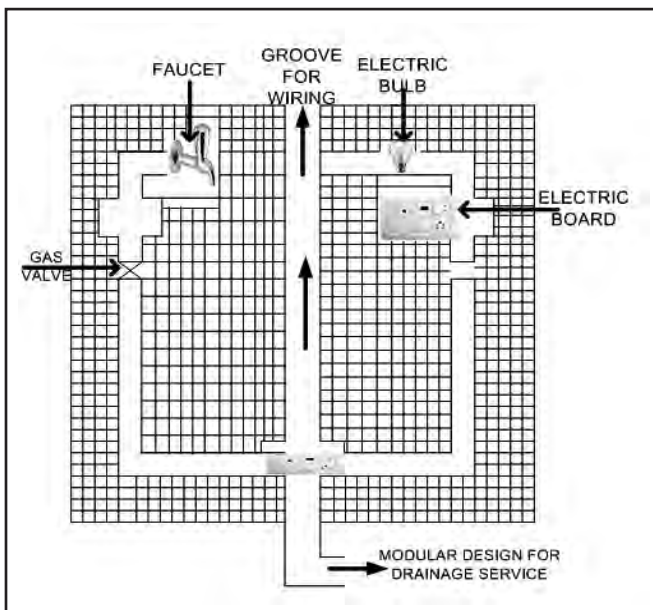 FAUCET
GROOVE
FOR
WIRING
ELECTRIC
BULB
ELECTRIC
BOARD
GAS
VALVE
MODULAR DESIGN FOR
DRAINAGE SERVICE